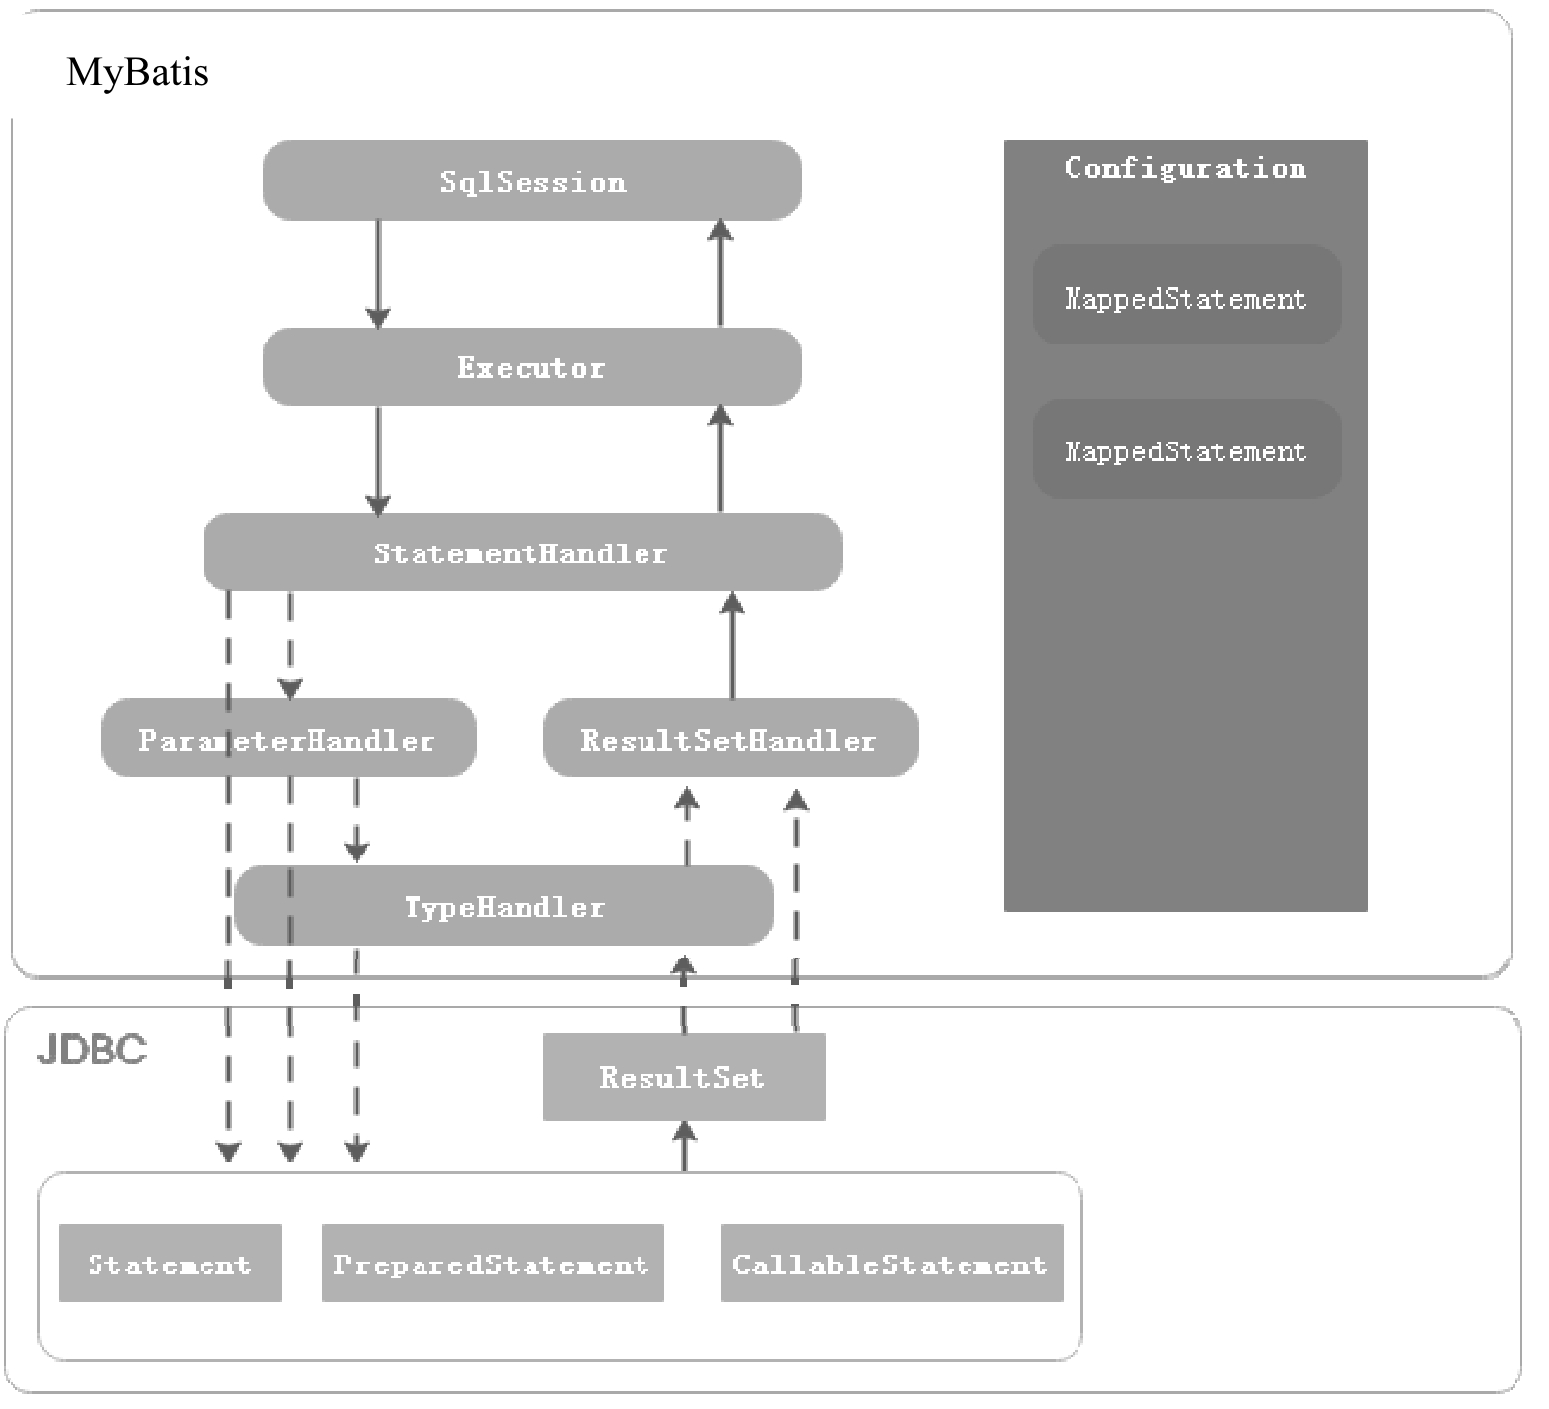 MyBatis
SqlSession
Configuration
MappedStatement
Executor
MappedStatement
StatementHandler
ParameterHandler
ResultSetHandler
TypeHandler
JDBC
ResultSet
Statement
PreparedStatement
CallableStatement